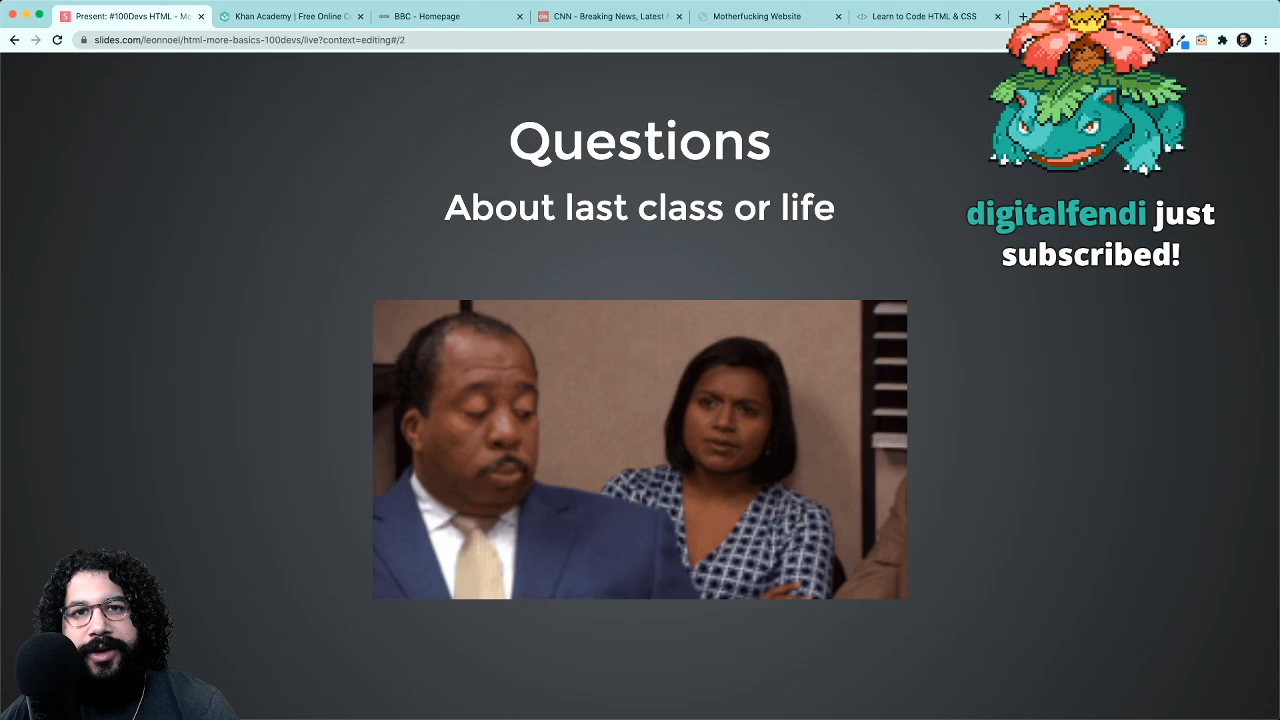 Present: #100Devs HTML - Mo
Khan Academy | Free Online C
BBC - Homepage
CNN - Breaking News, Latest N
Motherfucking Website
Learn to Code HTML & CSS
slides.com/leonnoel/html-more-basics-100devs/live?context=editing#/2
Questions
About last class or life
digitalfendi just
subscribed!